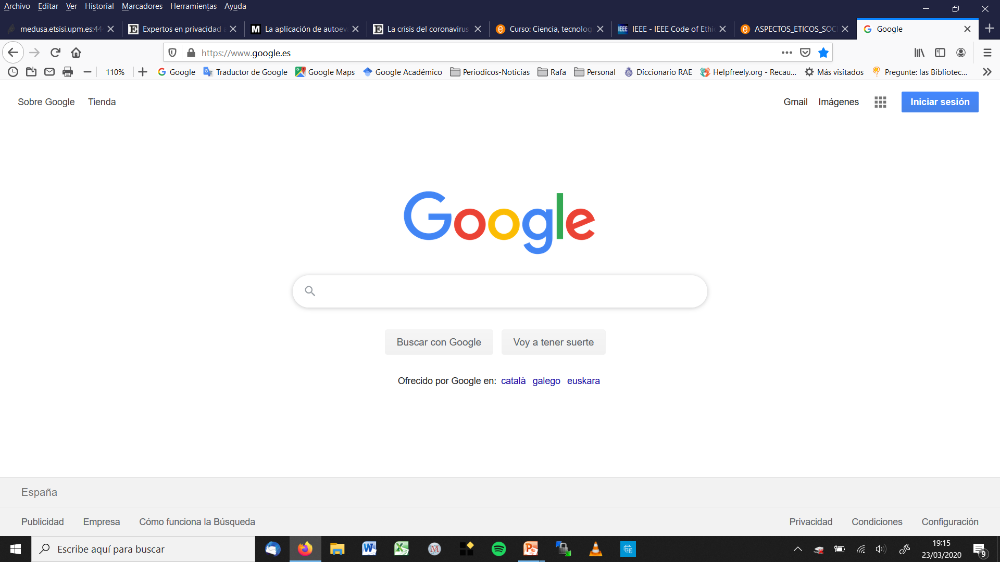 Archivo Editar Ver Historial Marcadores Herramientas Ayuda
medusa.etsisi.upm.es:44 Expertos en privacidad a La aplicación de autoeva La crisis del coronavirus Curso: Ciencia, tecnolog IEEE IEEE - IEEE Code of Ethi ASPECTOS_ETICOS_SOC Google
https://www.google.es
110% Google Traductor de Google Google Maps Google Académico Periodicos-Noticias Rafa Personal Diccionario RAE Helpfreely.org - Recau... Más visitados Pregunte: las Bibliotec...
Sobre Google Tienda Gmail Imágenes Iniciar sesión
Google
Buscar con Google Voy a tener suerte
Ofrecido por Google en: català galego euskara
España
Publicidad Empresa Cómo funciona la Búsqueda Privacidad Condiciones Configuración
Escribe aquí para buscar
19:15
23/03/2020
9